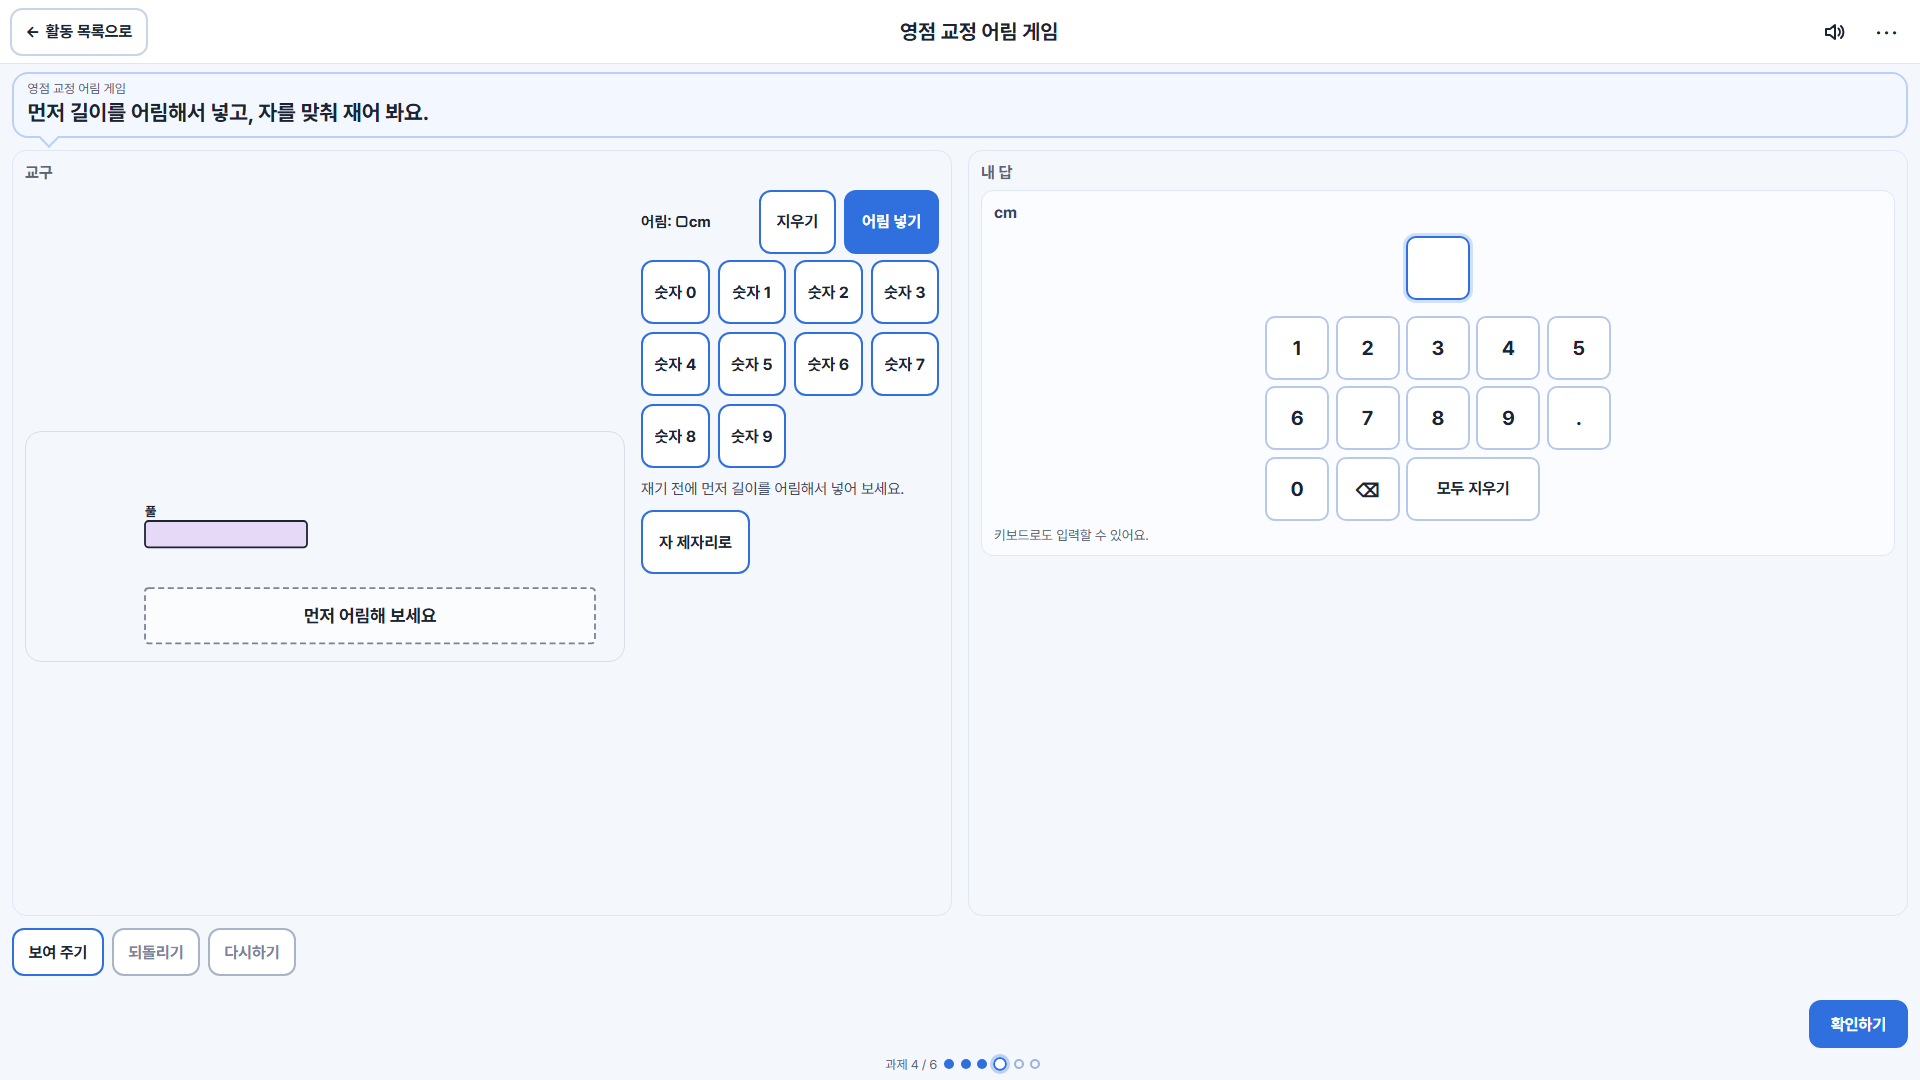 ← 활동 목록으로
영점 교정 어림 게임
영점 교정 어림 게임
먼저 길이를 어림해서 넣고, 자를 맞춰 재어 봐요.
교구
어림: ▢cm
지우기
어림 넣기
숫자 0 숫자 1 숫자 2 숫자 3
숫자 4 숫자 5 숫자 6 숫자 7
숫자 8 숫자 9
재기 전에 먼저 길이를 어림해서 넣어 보세요.
자 제자리로
풀
먼저 어림해 보세요
내 답
cm
1 2 3 4 5
6 7 8 9 .
0 ⌫ 모두 지우기
키보드로도 입력할 수 있어요.
보여 주기
되돌리기
다시하기
확인하기
과제 4 / 6